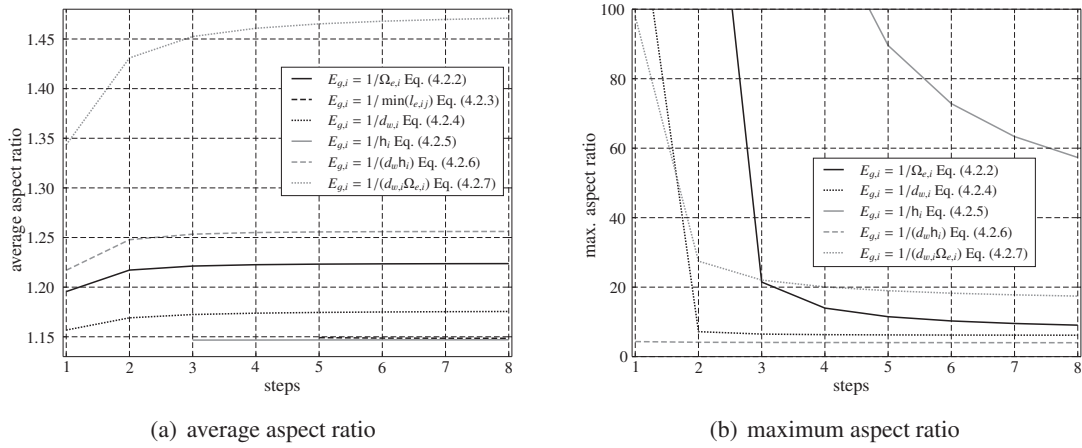 average aspect ratio
1.45
1.40
1.35
1.30
1.25
1.20
1.15
1 2 3 4 5 6 7 8
steps
E_{g,i} = 1/Ω_{e,i} Eq. (4.2.2)
E_{g,i} = 1/ min(l_{e,ij}) Eq. (4.2.3)
E_{g,i} = 1/d_{w,i} Eq. (4.2.4)
E_{g,i} = 1/h_i Eq. (4.2.5)
E_{g,i} = 1/(d_w h_i) Eq. (4.2.6)
E_{g,i} = 1/(d_{w,i}Ω_{e,i}) Eq. (4.2.7)
(a) average aspect ratio
max. aspect ratio
100
80
60
40
20
0
1 2 3 4 5 6 7 8
steps
E_{g,i} = 1/Ω_{e,i} Eq. (4.2.2)
E_{g,i} = 1/d_{w,i} Eq. (4.2.4)
E_{g,i} = 1/h_i Eq. (4.2.5)
E_{g,i} = 1/(d_w h_i) Eq. (4.2.6)
E_{g,i} = 1/(d_{w,i}Ω_{e,i}) Eq. (4.2.7)
(b) maximum aspect ratio